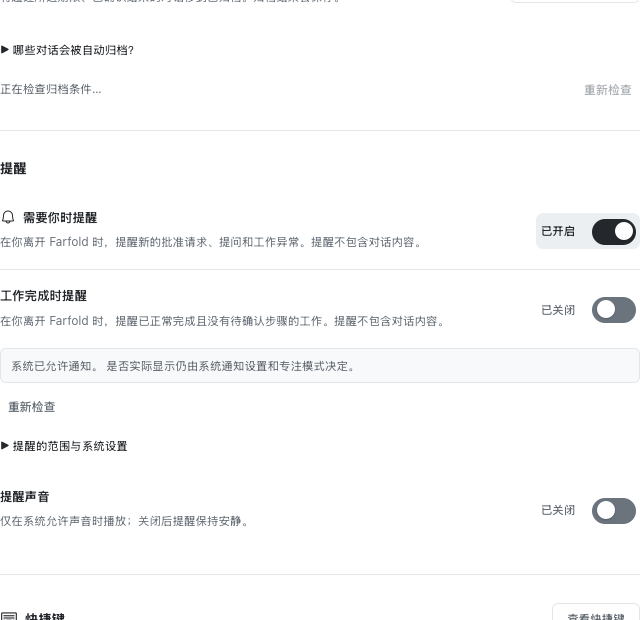 ▶ 哪些对话会被自动归档?
正在检查归档条件...
重新检查
提醒
需要你时提醒
在你离开 Farfold 时，提醒新的批准请求、提问和工作异常。提醒不包含对话内容。
已开启
工作完成时提醒
在你离开 Farfold 时，提醒已正常完成且没有待确认步骤的工作。提醒不包含对话内容。
已关闭
系统已允许通知。 是否实际显示仍由系统通知设置和专注模式决定。
重新检查
▶ 提醒的范围与系统设置
提醒声音
仅在系统允许声音时播放；关闭后提醒保持安静。
已关闭
快捷键
查看快捷键